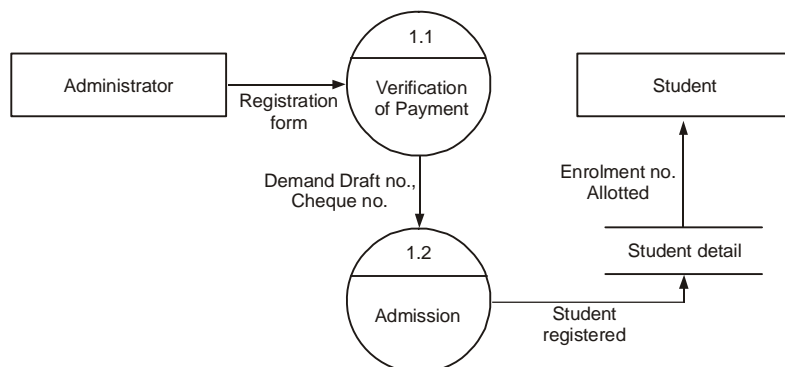 1.1
Administrator
Verification
of Payment
Student
Registration
form
Demand Draft no.,
Cheque no.
Enrolment no.
Allotted
1.2
Student detail
Admission
Student
registered